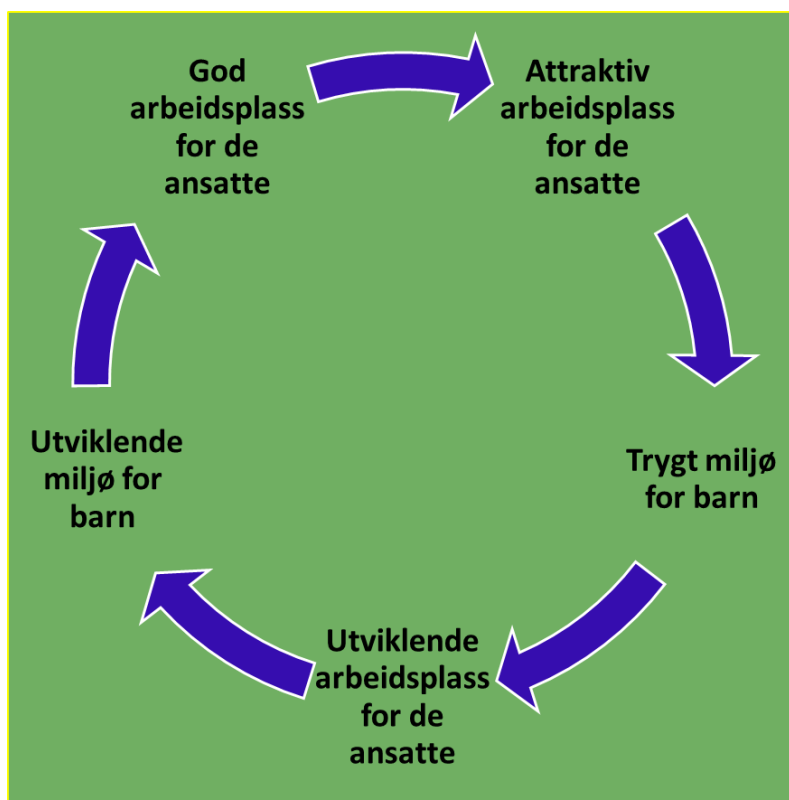 God
arbeidsplass
for de
ansatte
Attraktiv
arbeidsplass
for de
ansatte
Trygt miljø
for barn
Utviklende
arbeidsplass
for de
ansatte
Utviklende
miljø for
barn